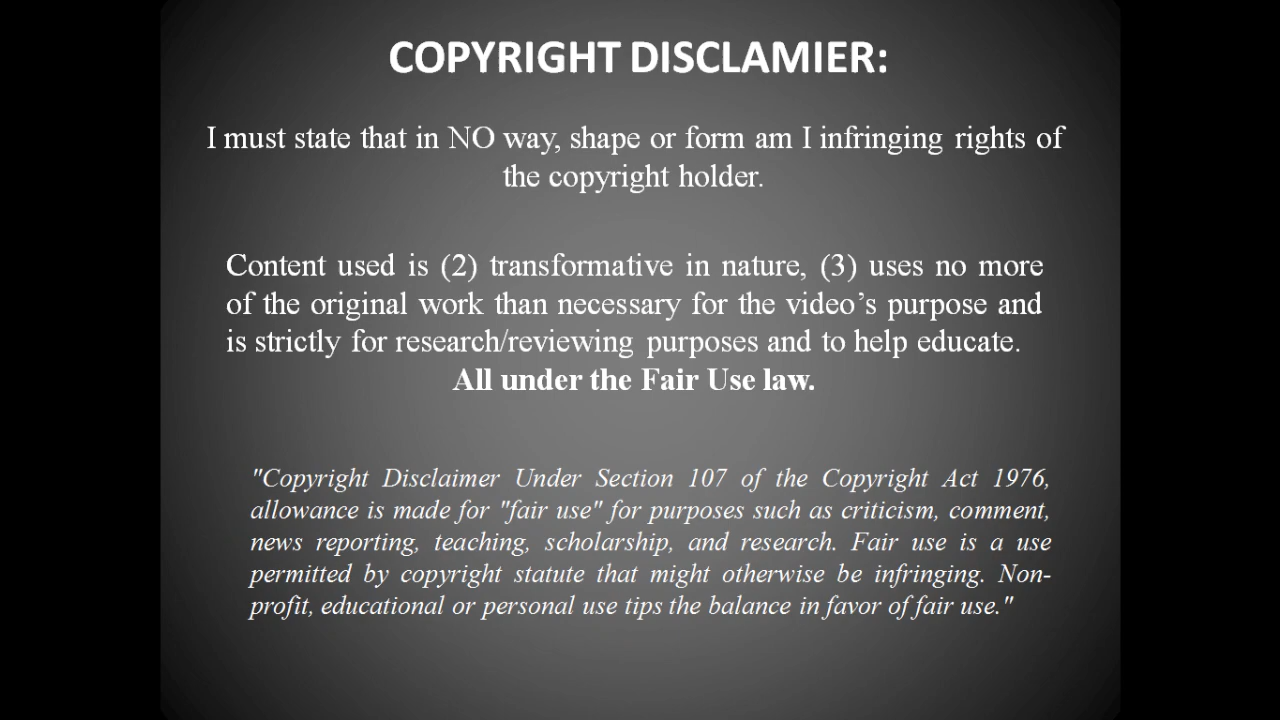 COPYRIGHT DISCLAMIER:
I must state that in NO way, shape or form am I infringing rights of
the copyright holder.
Content used is (2) transformative in nature, (3) uses no more
of the original work than necessary for the video’s purpose and
is strictly for research/reviewing purposes and to help educate.
All under the Fair Use law.
"Copyright Disclaimer Under Section 107 of the Copyright Act 1976,
allowance is made for "fair use" for purposes such as criticism, comment,
news reporting, teaching, scholarship, and research. Fair use is a use
permitted by copyright statute that might otherwise be infringing. Non-
profit, educational or personal use tips the balance in favor of fair use."